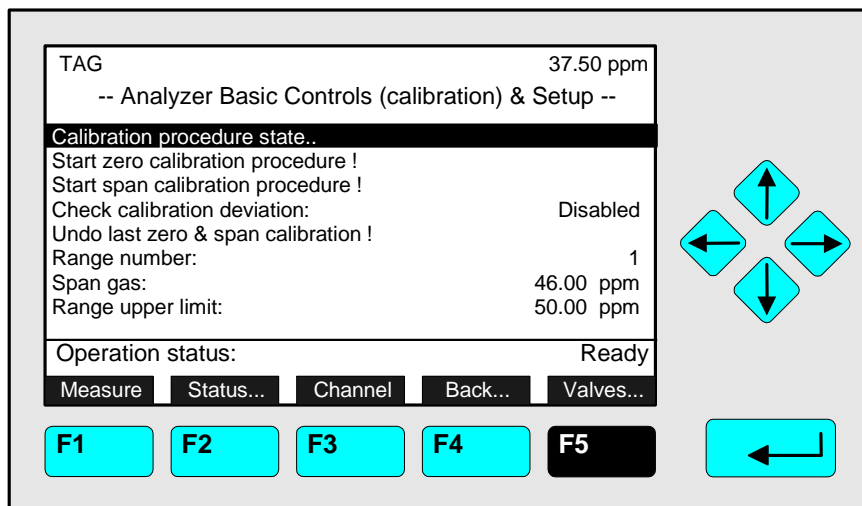 TAG 37.50 ppm
-- Analyzer Basic Controls (calibration) & Setup --
Calibration procedure state..
Start zero calibration procedure !
Start span calibration procedure !
Check calibration deviation: Disabled
Undo last zero & span calibration !
Range number: 1
Span gas: 46.00 ppm
Range upper limit: 50.00 ppm
Operation status: Ready
Measure Status... Channel Back... Valves...
F1 F2 F3 F4 F5